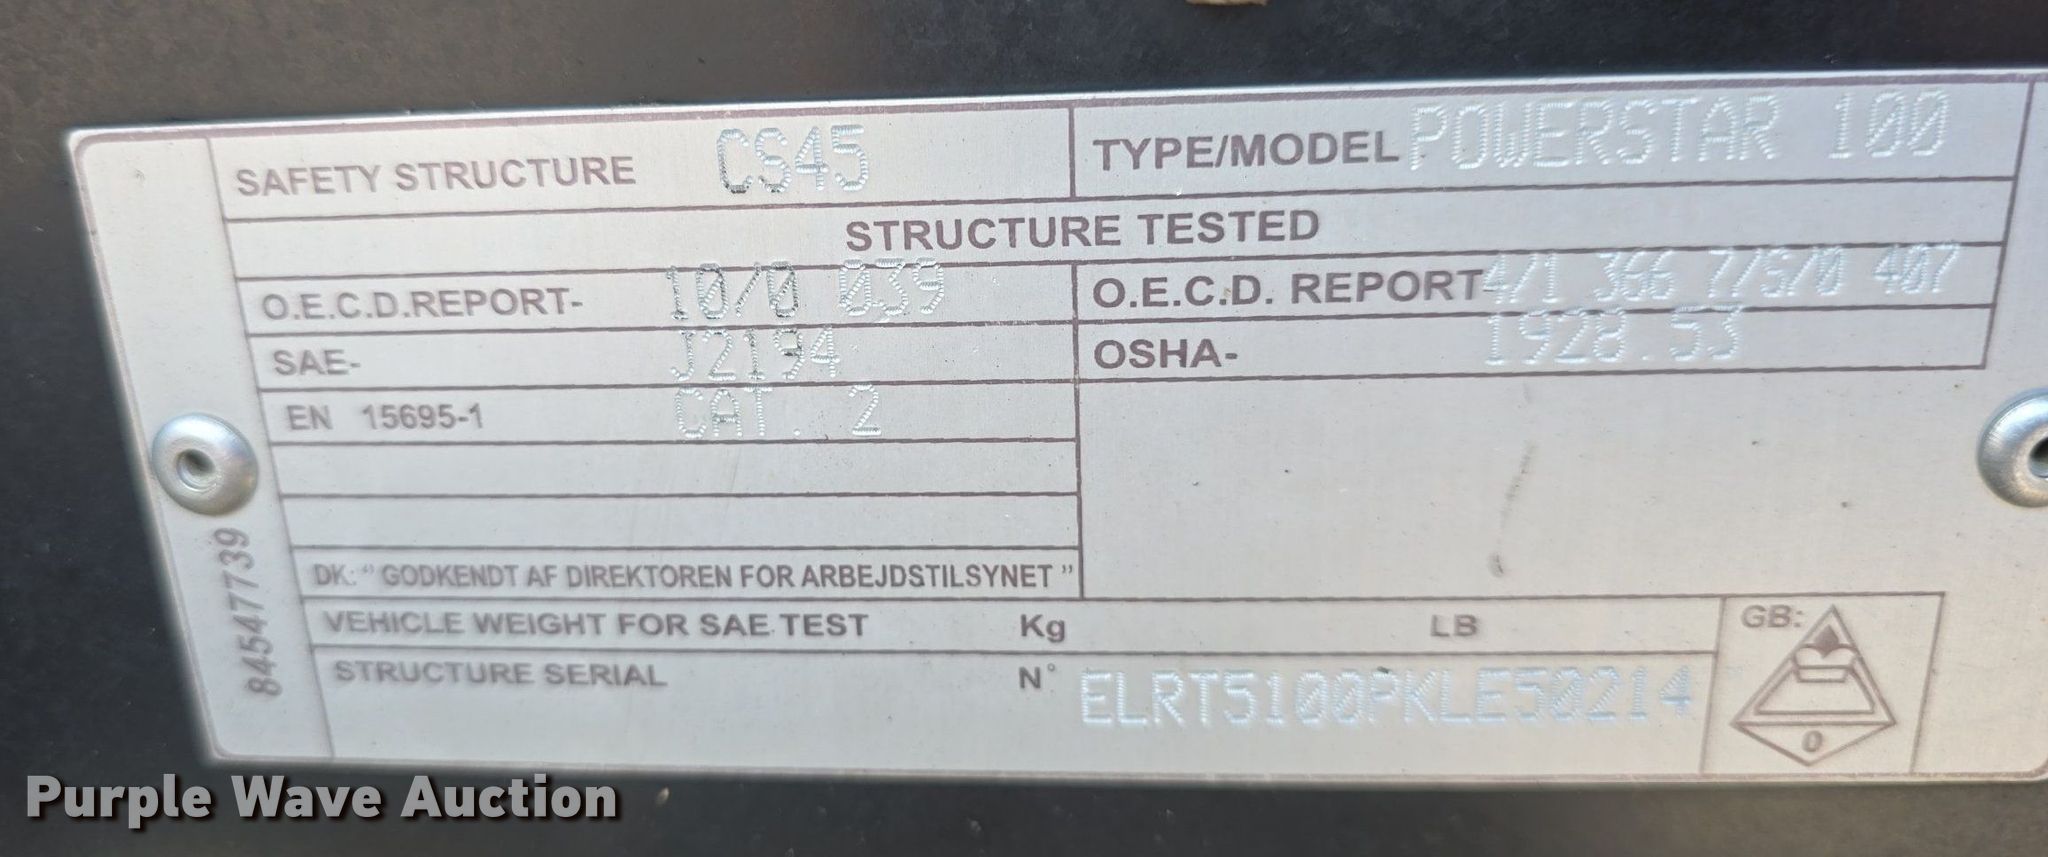 SAFETY STRUCTURE CS45 TYPE/MODEL POWERSTAR 100
STRUCTURE TESTED
O.E.C.D.REPORT- 10/0 039 O.E.C.D. REPORT 4/1 366 7/S/0 407
SAE- J2194 OSHA- 1928.53
EN 15695-1 CAT. 2
DK: " GODKENDT AF DIREKTOREN FOR ARBEJDSTILSYNET "
VEHICLE WEIGHT FOR SAE TEST Kg LB
STRUCTURE SERIAL N° ELRT5100PKLE50214
GB:
0
84547739
Purple Wave Auction